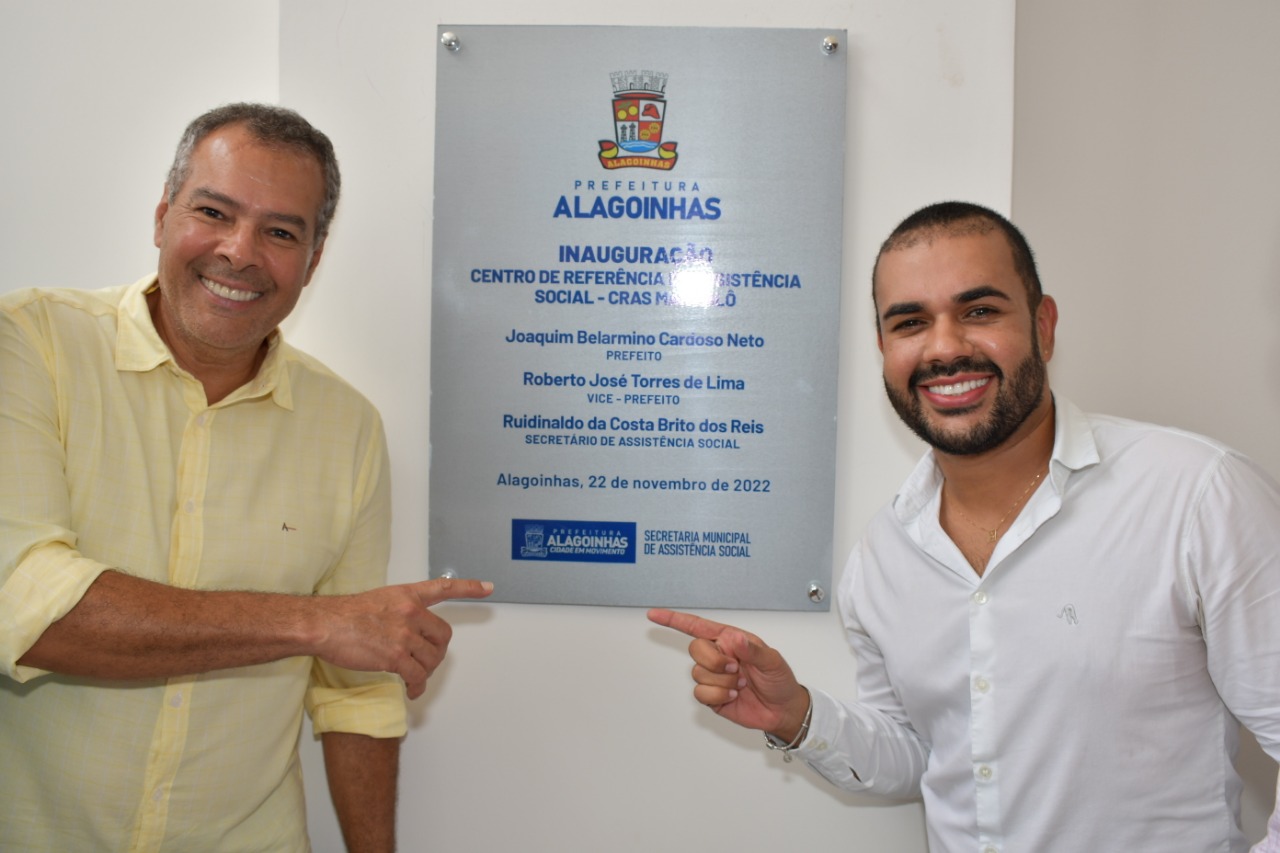 ALAGOINHAS
PREFEITURA
ALAGOINHAS
INAUGURAÇÃO
CENTRO DE REFERÊNCIA ASSISTÊNCIA
SOCIAL - CRAS
Joaquim Belarmino Cardoso Neto
PREFEITO
Roberto José Torres de Lima
VICE - PREFEITO
Ruidinaldo da Costa Brito dos Reis
SECRETÁRIO DE ASSISTÊNCIA SOCIAL
Alagoinhas, 22 de novembro de 2022
PREFEITURA
ALAGOINHAS
CIDADE EM MOVIMENTO
SECRETARIA MUNICIPAL
DE ASSISTÊNCIA SOCIAL